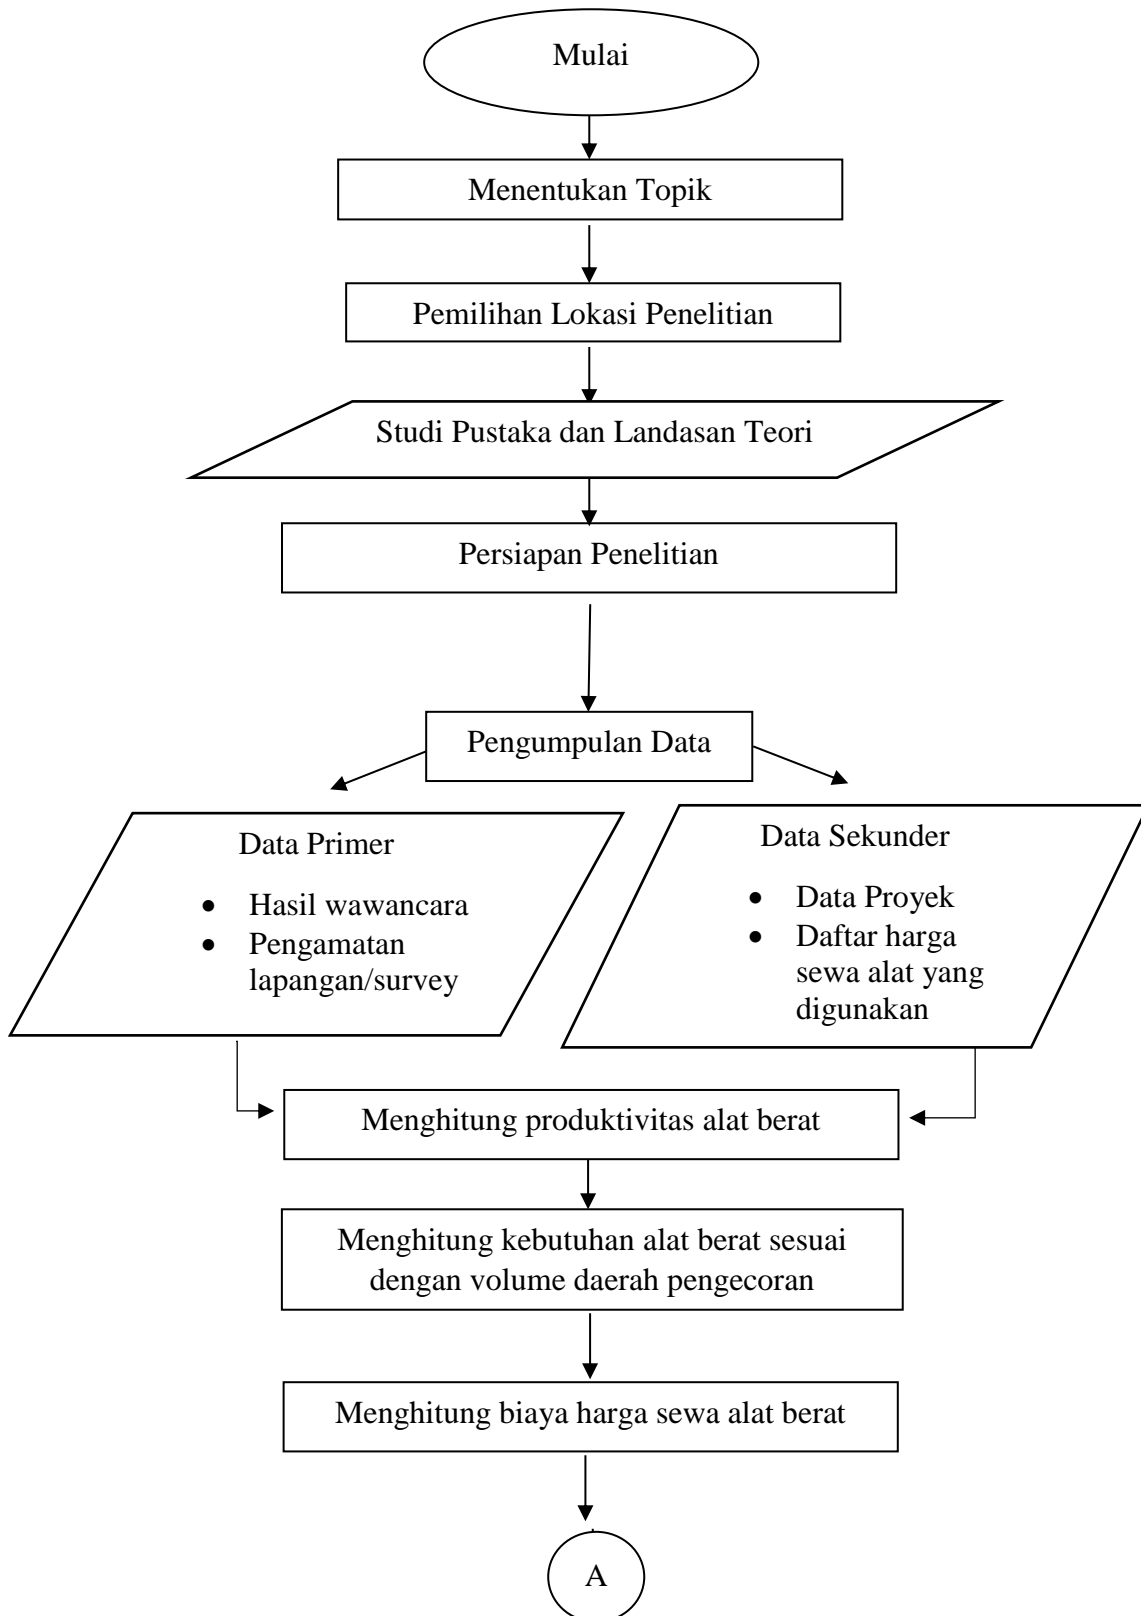 Mulai
Menentukan Topik
Pemilihan Lokasi Penelitian
Studi Pustaka dan Landasan Teori
Persiapan Penelitian
Pengumpulan Data
Data Primer
• Hasil wawancara
• Pengamatan
lapangan/survey
Data Sekunder
• Data Proyek
• Daftar harga
sewa alat yang
digunakan
Menghitung produktivitas alat berat
Menghitung kebutuhan alat berat sesuai
dengan volume daerah pengecoran
Menghitung biaya harga sewa alat berat
A